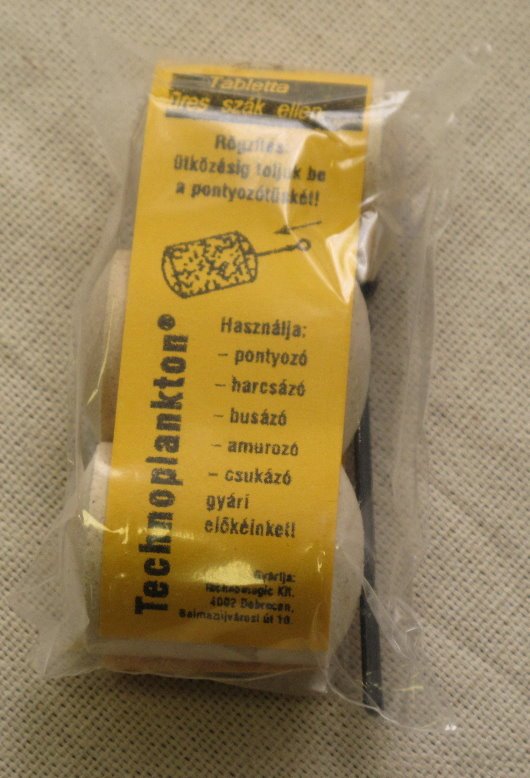 Tabletta
üres szák ellen
Rögzítés:
ütközésig toljuk be
a pontyozótüskét!
Technoplankton®
Használja:
- pontyozó
- harcsázó
- busázó
- amurozó
- csukázó
gyári
előkéinket!
Gyártja:
Kft.
4002 Debrecen,
Balmazújvárosi út 10.